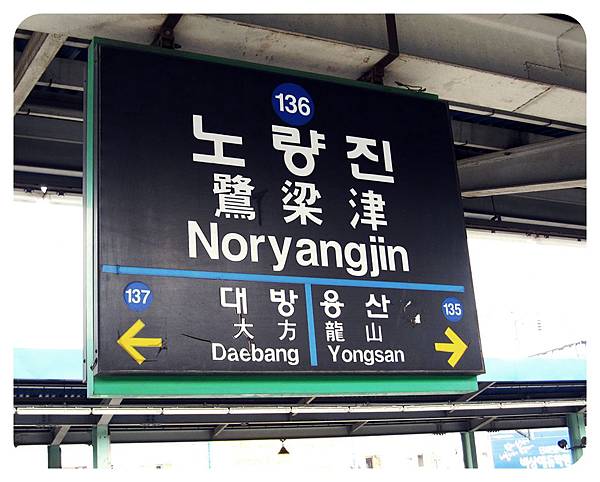 136
노량진
鷺梁津
Noryangjin
137 대방 용산 135
大方 龍山
Daebang Yongsan